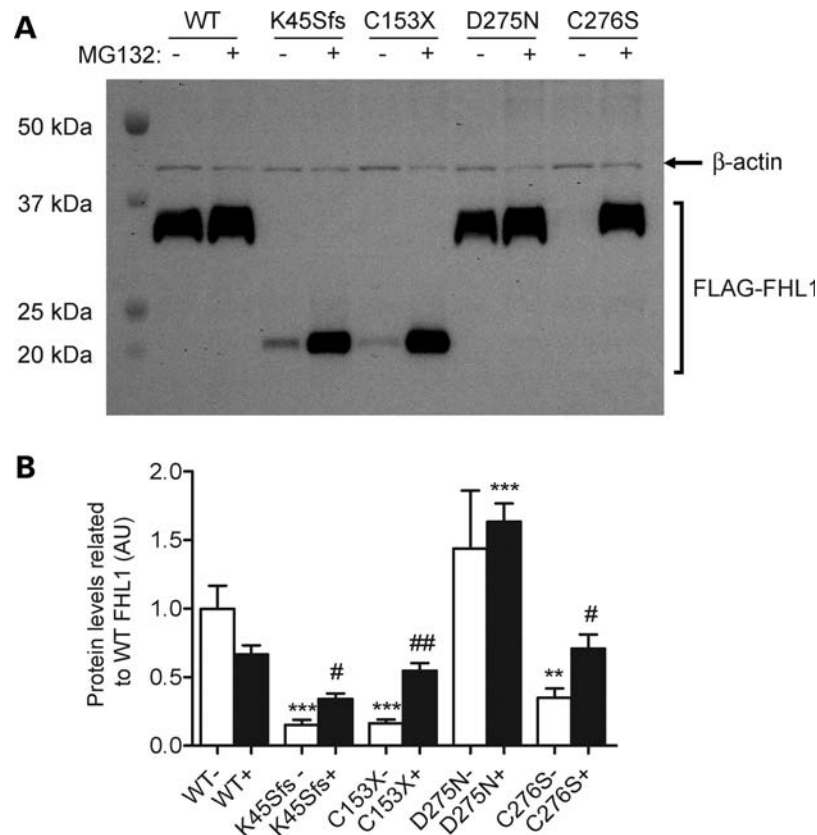 A
WT K45Sfs C153X D275N C276S
MG132: - + - + - + - + - +
50 kDa
β-actin
37 kDa
FLAG-FHL1
25 kDa
20 kDa
B
Protein levels related
to WT FHL1 (AU)
2.0
1.5
1.0
0.5
0.0
*** # *** ## *** ** #
WT- WT+ K45Sfs - K45Sfs+ C153X- C153X+ D275N- D275N+ C276S- C276S+